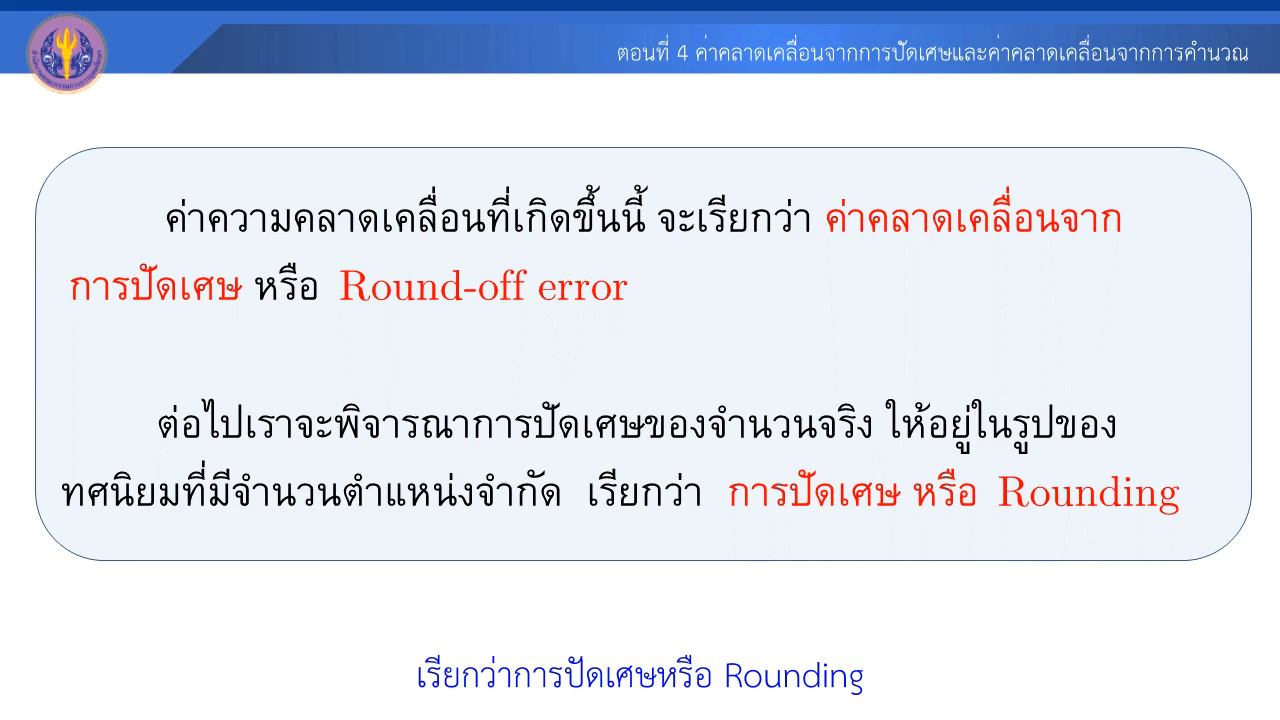 ตอนที่ 4 ค่าคลาดเคลื่อนจากการปัดเศษและค่าคลาดเคลื่อนจากการคำนวณ
ค่าความคลาดเคลื่อนที่เกิดขึ้นนี้ จะเรียกว่า ค่าคลาดเคลื่อนจาก
การปัดเศษ หรือ Round-off error
ต่อไปเราจะพิจารณาการปัดเศษของจำนวนจริง ให้อยู่ในรูปของ
ทศนิยมที่มีจำนวนตำแหน่งจำกัด เรียกว่า การปัดเศษ หรือ Rounding
เรียกว่าการปัดเศษหรือ Rounding